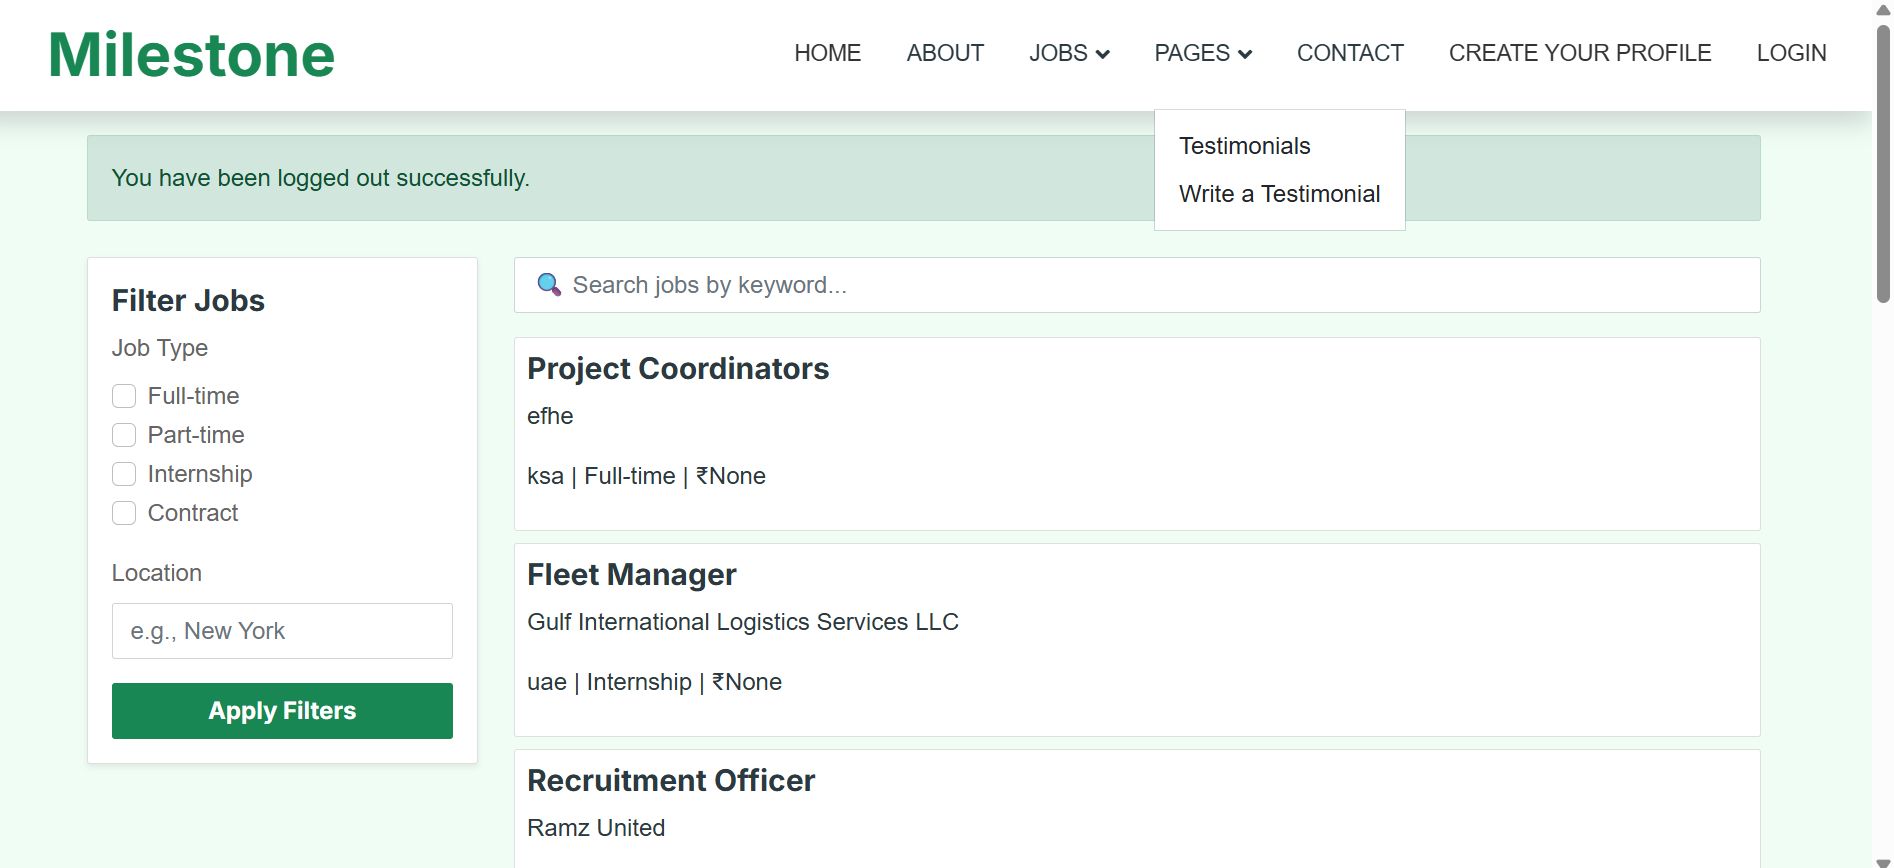 Milestone
HOME ABOUT JOBS PAGES CONTACT CREATE YOUR PROFILE LOGIN
Testimonials
Write a Testimonial
You have been logged out successfully.
Filter Jobs
Job Type
Full-time
Part-time
Internship
Contract
Location
e.g., New York
Apply Filters
Search jobs by keyword...
Project Coordinators
efhe
ksa | Full-time | ₹None
Fleet Manager
Gulf International Logistics Services LLC
uae | Internship | ₹None
Recruitment Officer
Ramz United